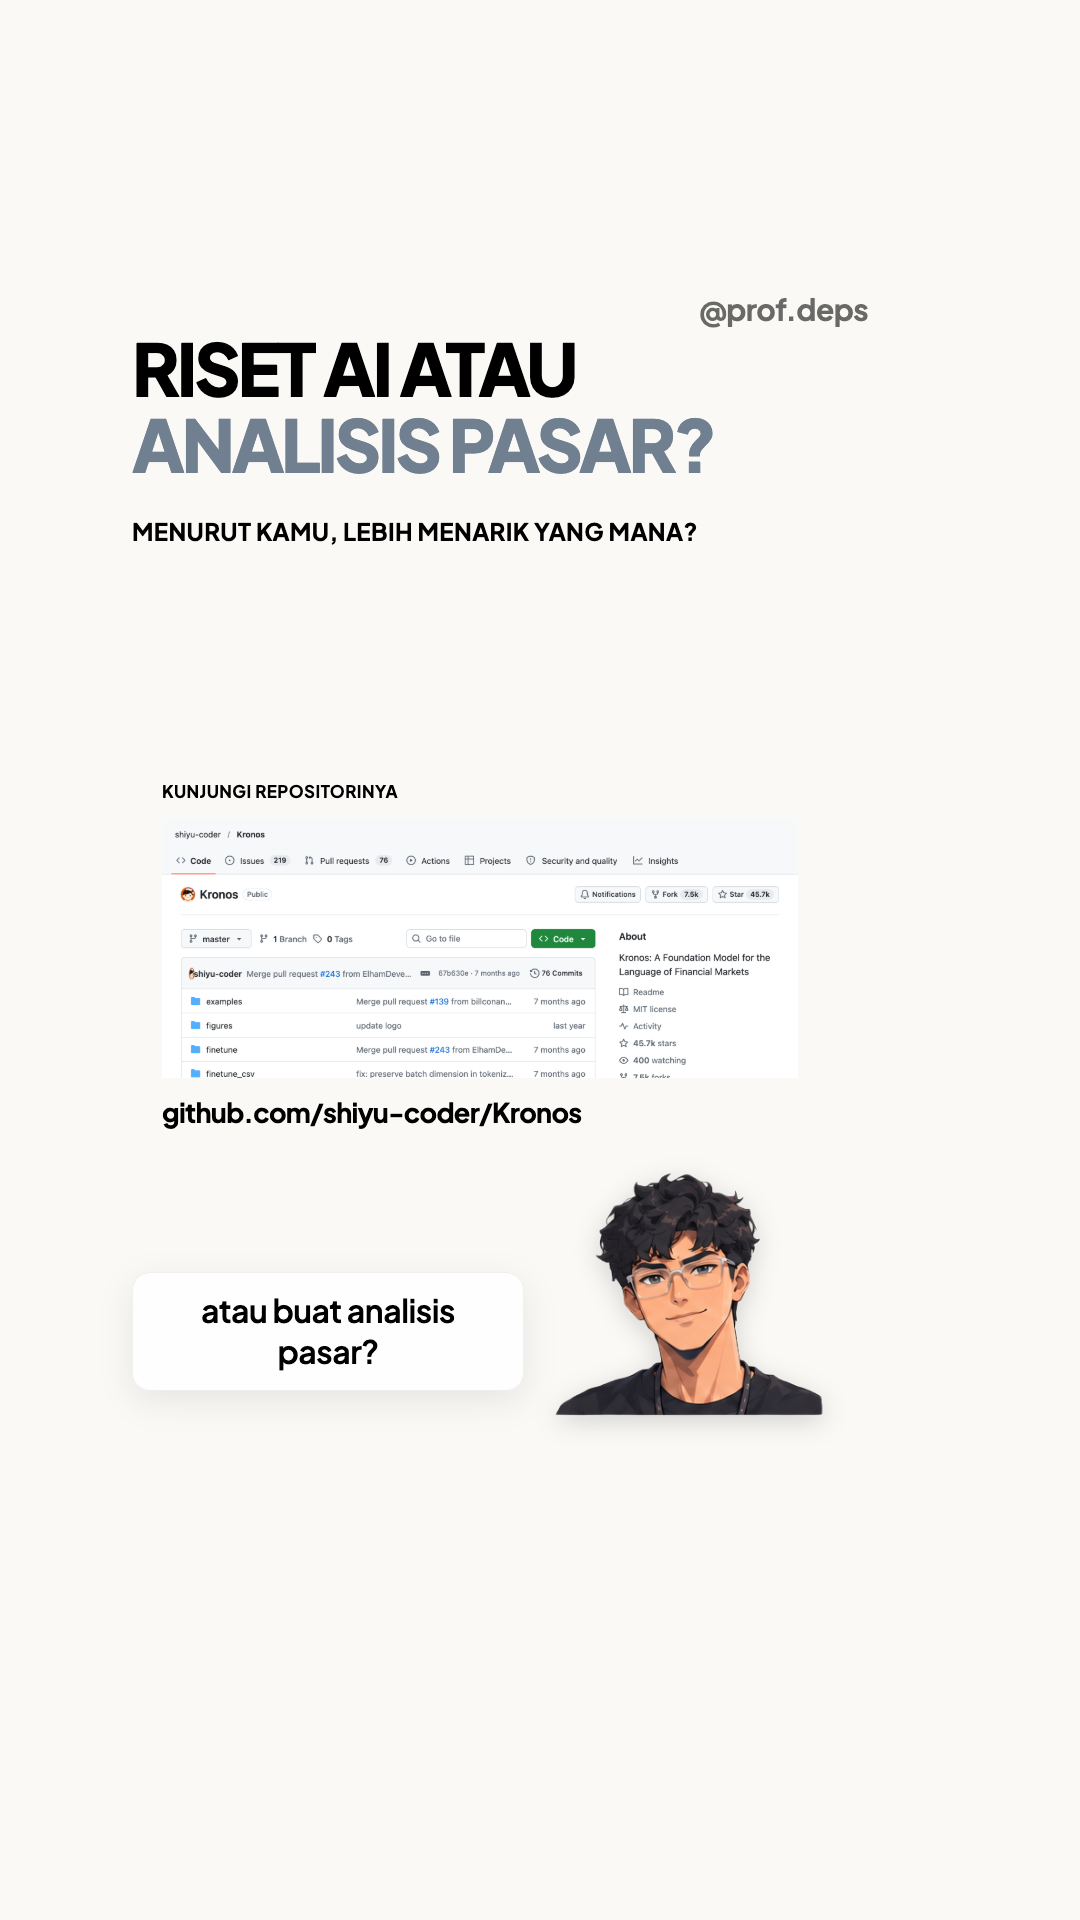 @prof.deps
RISET AI ATAU
ANALISIS PASAR?
MENURUT KAMU, LEBIH MENARIK YANG MANA?
KUNJUNGI REPOSITORINYA
shiyu-coder / Kronos
Code Issues 219 Pull requests 76 Actions Projects Security and quality Insights
Kronos Public Notifications Fork 7.5k Star 45.7k
master 1 Branch 0 Tags Go to file Code
About
Kronos: A Foundation Model for the
Language of Financial Markets
shiyu-coder Merge pull request #243 from ElhamDeve... 67b630e · 7 months ago 76 Commits
Readme
examples Merge pull request #139 from billconan... 7 months ago
MIT license
figures update logo last year
Activity
45.7k stars
finetune Merge pull request #243 from ElhamDe... 7 months ago
400 watching
finetune_csv fix: preserve batch dimension in tokeniz... 7 months ago
7.5k forks
github.com/shiyu-coder/Kronos
atau buat analisis
pasar?